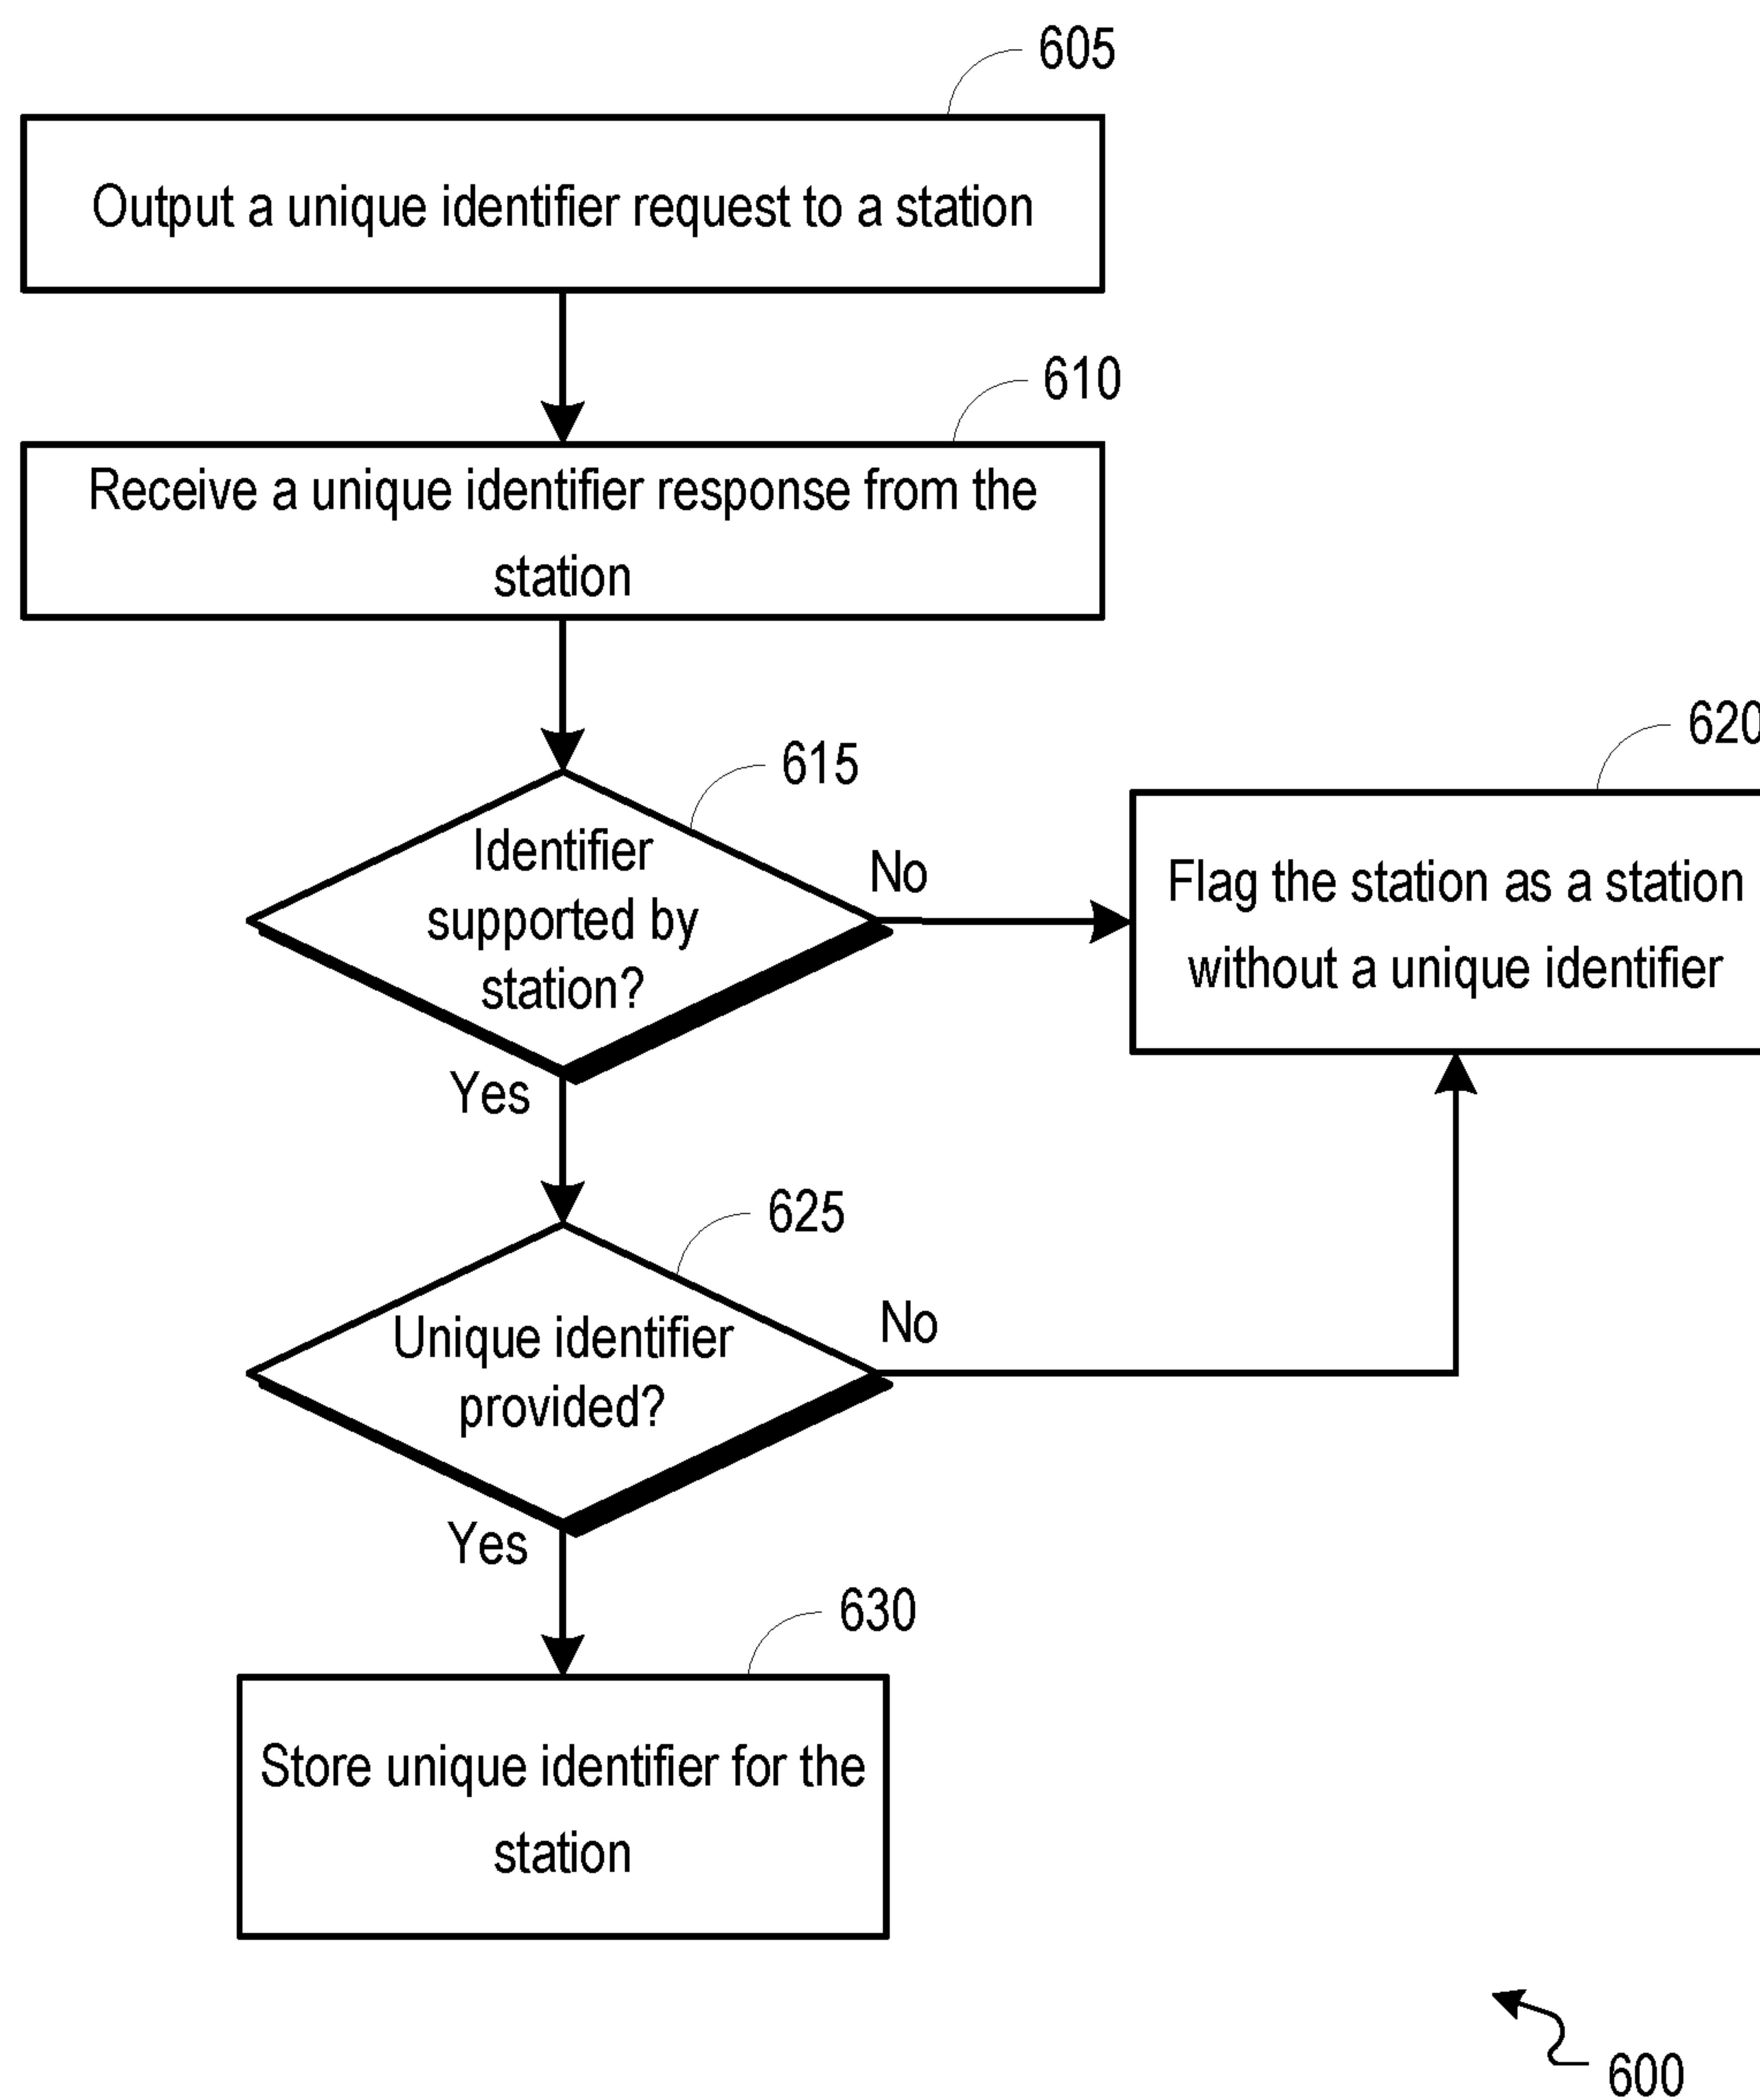 605
Output a unique identifier request to a station
610
Receive a unique identifier response from the
station
615
620
Identifier
supported by
station?
No
Flag the station as a station
without a unique identifier
Yes
625
Unique identifier
provided?
No
Yes
630
Store unique identifier for the
station
600